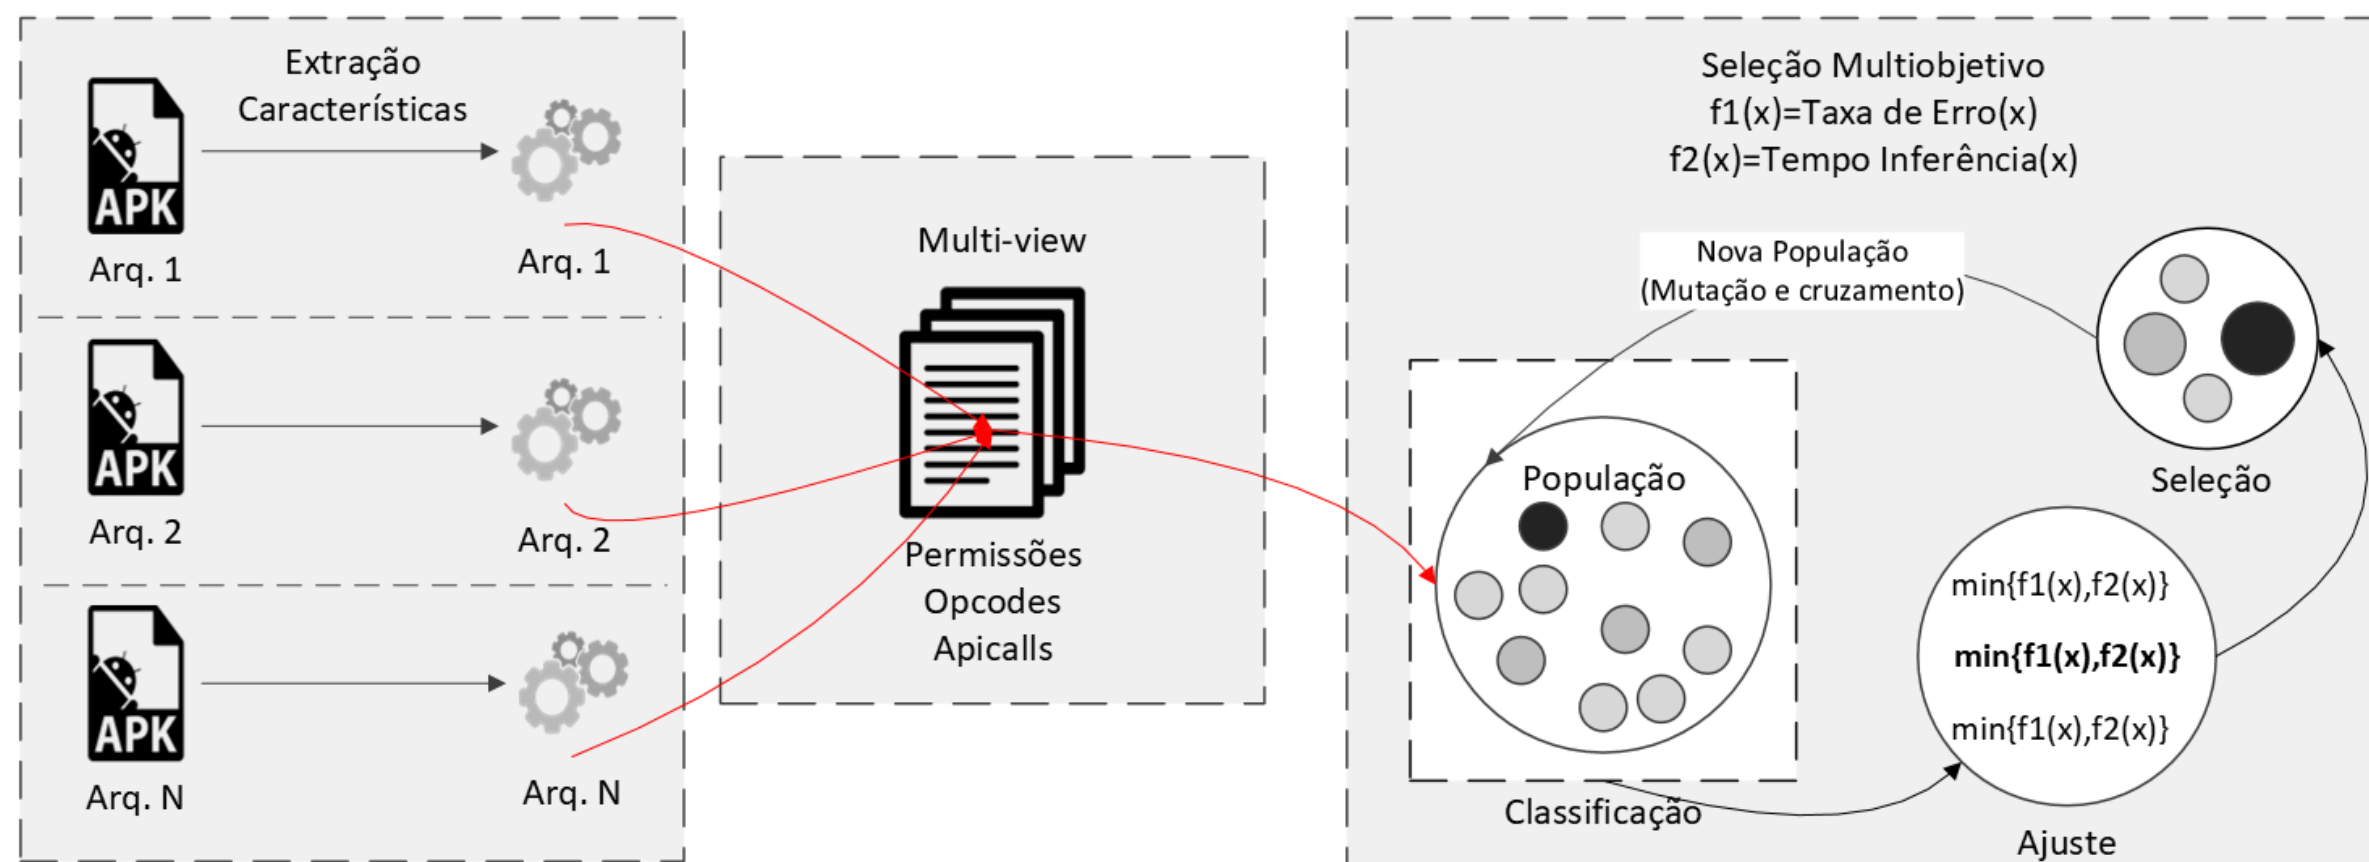 Extração
Características
APK
Arq. 1
Arq. 1
APK
Arq. 2
Arq. 2
APK
Arq. N
Arq. N
Multi-view
Permissões
Opcodes
Apicalls
Seleção Multiobjetivo
f1(x)=Taxa de Erro(x)
f2(x)=Tempo Inferência(x)
Nova População
(Mutação e cruzamento)
Seleção
População
Classificação
min{f1(x),f2(x)}
min{f1(x),f2(x)}
min{f1(x),f2(x)}
Ajuste